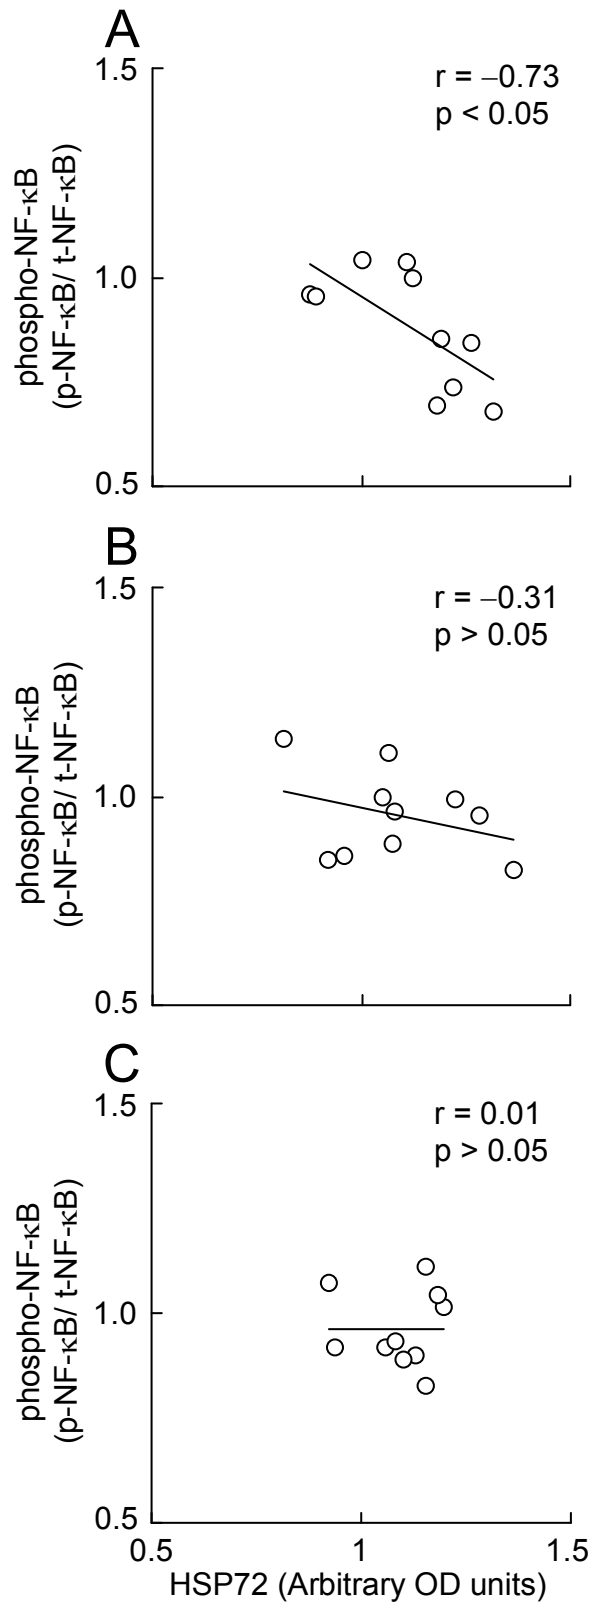 A
1.5
r = −0.73
p < 0.05
phospho-NF-κB
(p-NF-κB/ t-NF-κB)
1.0
0.5
B
1.5
r = −0.31
p > 0.05
phospho-NF-κB
(p-NF-κB/ t-NF-κB)
1.0
0.5
C
1.5
r = 0.01
p > 0.05
phospho-NF-κB
(p-NF-κB/ t-NF-κB)
1.0
0.5
0.5 1 1.5
HSP72 (Arbitrary OD units)